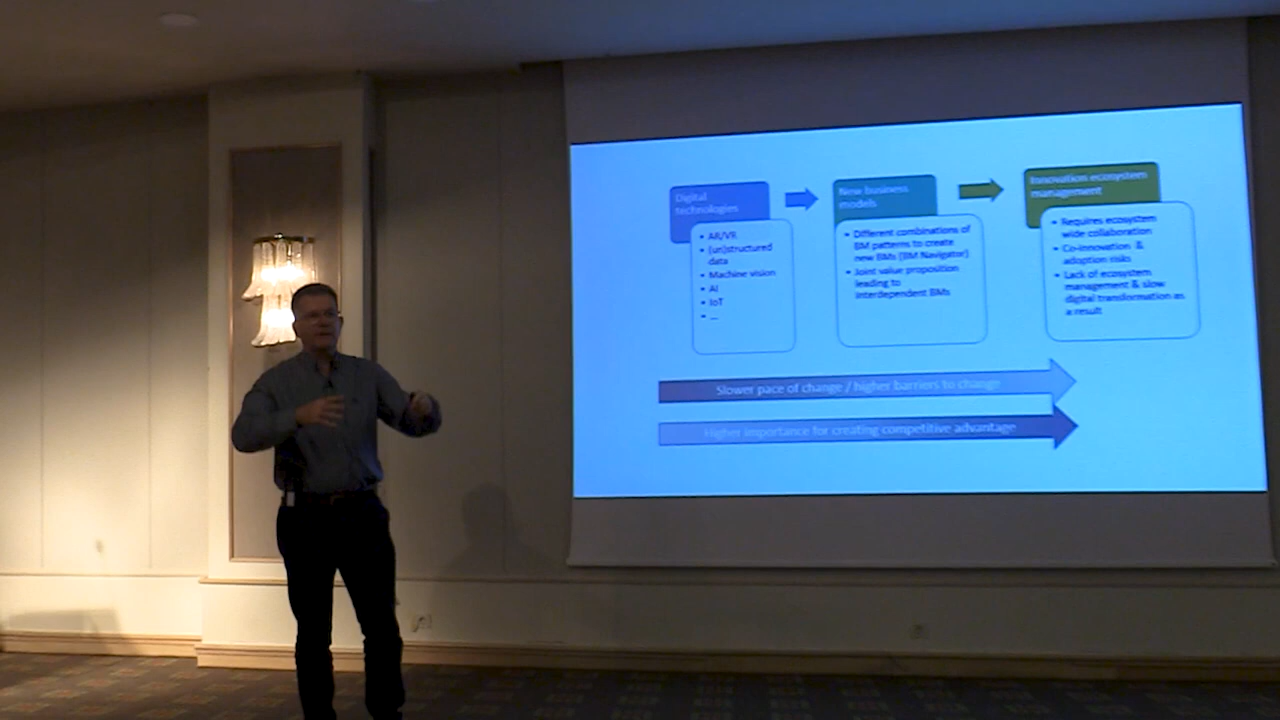 Digital
technologies
• AR/VR
• (un)structured
data
• Machine vision
• AI
• IoT
• ...
New business
models
• Different combinations of
BM patterns to create
new BMs (BM Navigator)
• Joint value proposition
leading to
interdependent BMs
Innovation ecosystem
management
• Requires ecosystem
wide collaboration
• Co-innovation &
adoption risks
• Lack of ecosystem
management & slow
digital transformation as
a result
Slower pace of change / higher barriers to change
Higher importance for creating competitive advantage